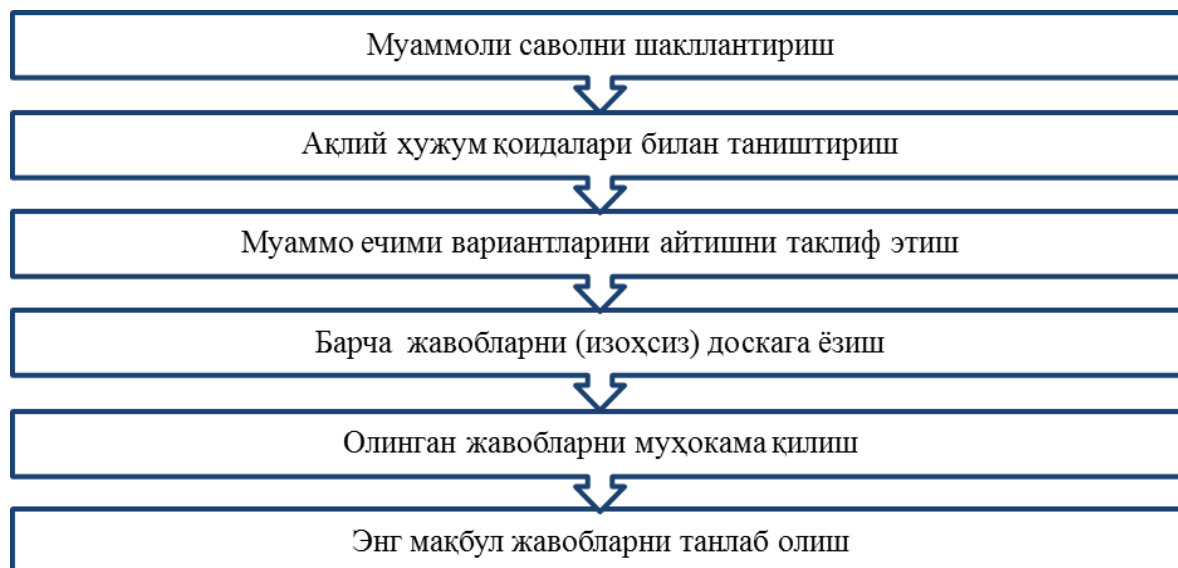 Муаммоли саволни шакллантириш
Ақлий ҳужум қоидалари билан таништириш
Муаммо ечими вариантларини айтишни таклиф этиш
Барча жавобларни (изоҳсиз) доскага ёзиш
Олинган жавобларни муҳокама қилиш
Энг мақбул жавобларни танлаб олиш